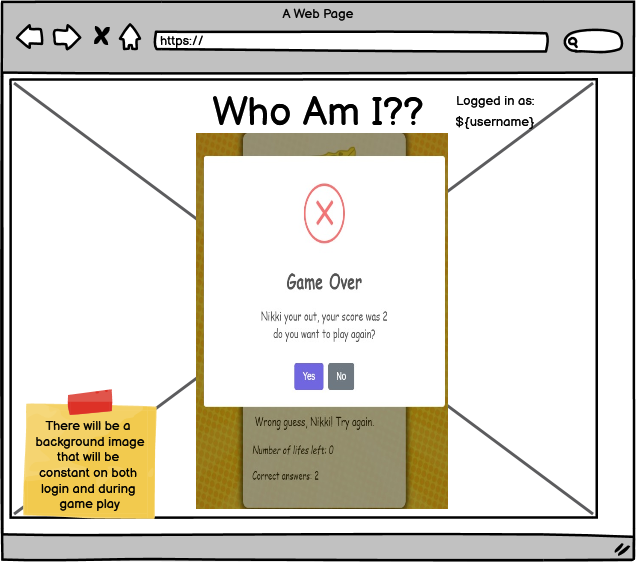 A Web Page
https://
Who Am I??
Logged in as:
${username}
Game Over
Nikki your out, your score was 2
do you want to play again?
Yes
No
Wrong guess, Nikki! Try again.
Number of lifes left: 0
Correct answers: 2
There will be a
background image
that will be
constant on both
login and during
game play